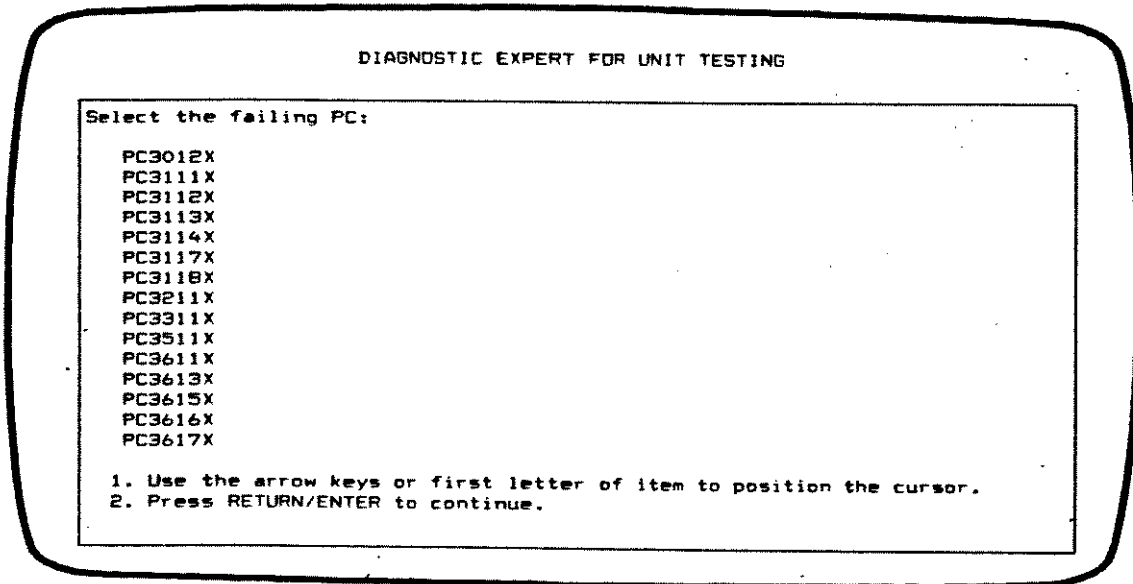 DIAGNOSTIC EXPERT FOR UNIT TESTING
Select the failing PC:
PC3012X
PC3111X
PC3112X
PC3113X
PC3114X
PC3117X
PC3118X
PC3211X
PC3311X
PC3511X
PC3611X
PC3613X
PC3615X
PC3616X
PC3617X
1. Use the arrow keys or first letter of item to position the cursor.
2. Press RETURN/ENTER to continue.